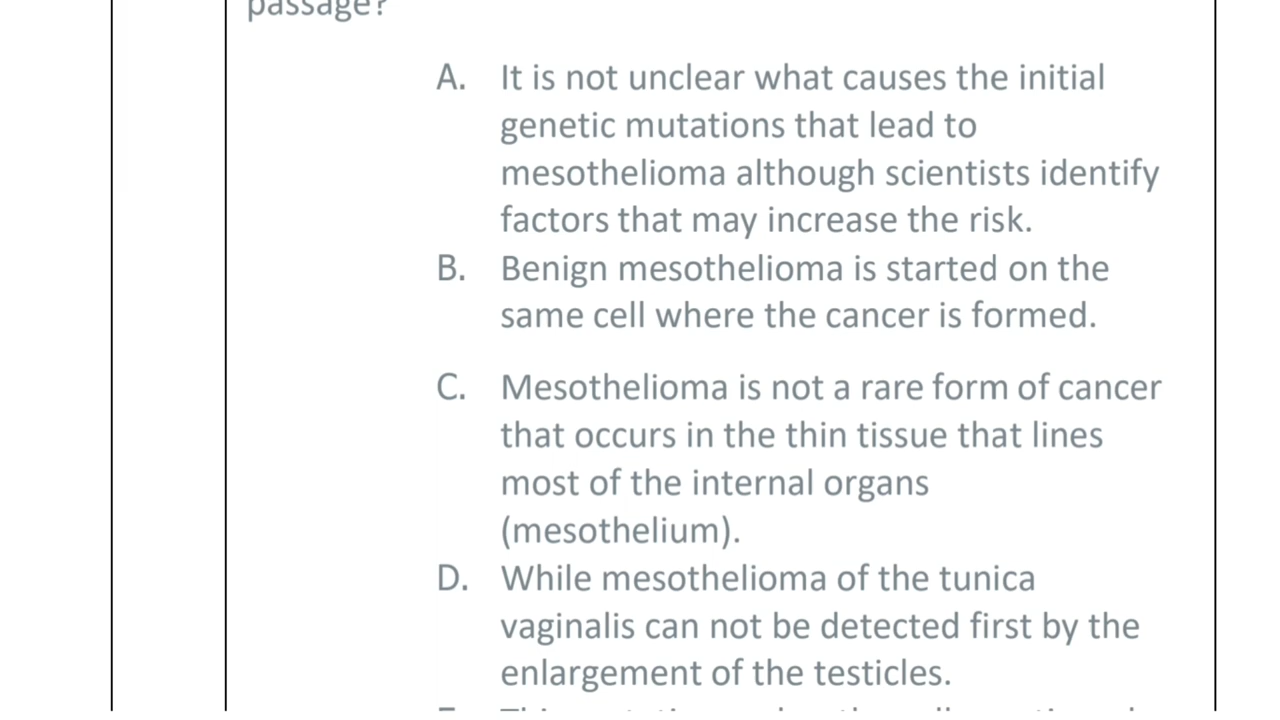 passage?
A. It is not unclear what causes the initial
genetic mutations that lead to
mesothelioma although scientists identify
factors that may increase the risk.
B. Benign mesothelioma is started on the
same cell where the cancer is formed.
C. Mesothelioma is not a rare form of cancer
that occurs in the thin tissue that lines
most of the internal organs
(mesothelium).
D. While mesothelioma of the tunica
vaginalis can not be detected first by the
enlargement of the testicles.